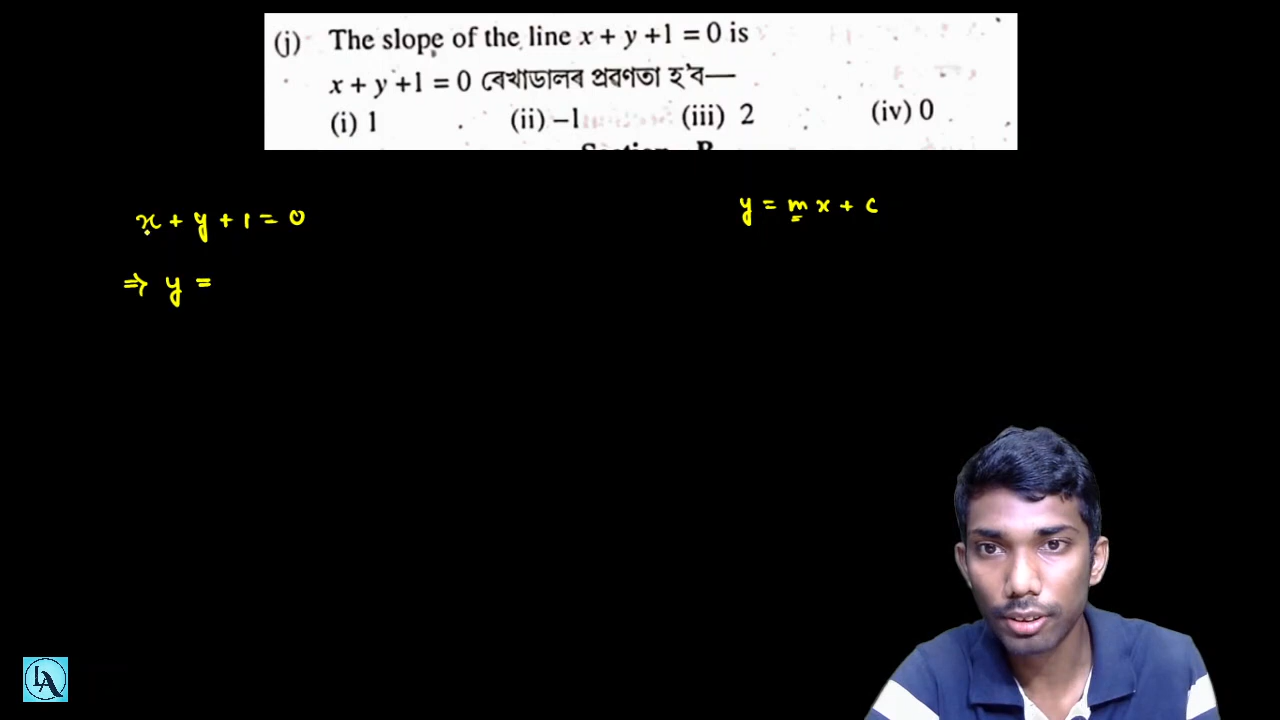 (j) The slope of the line x + y +1 = 0 is
x + y +1 = 0 ৰেখাডালৰ প্ৰৱণতা হ'ব—
(i) 1 (ii) –1 (iii) 2 (iv) 0
x + y + 1 = 0
y = mx + c
⇒ y =
LA